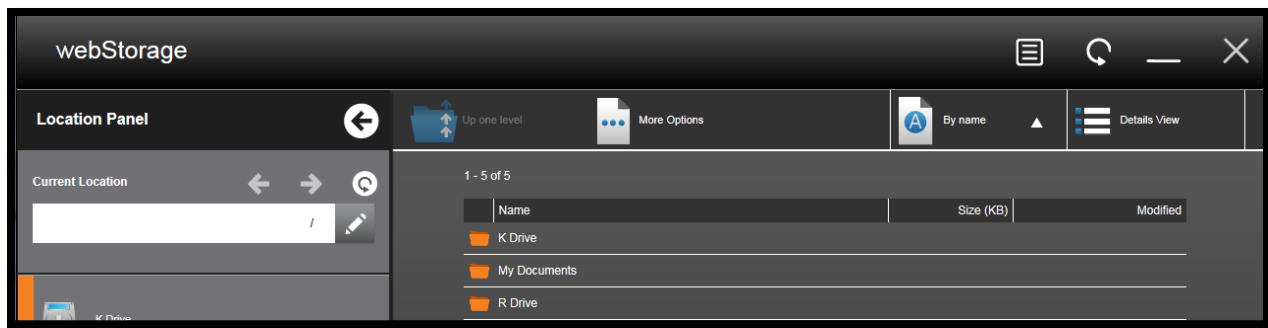 webStorage
Location Panel
Up one level
More Options
A
By name
Details View
Current Location
/
1 - 5 of 5
Name Size (KB) Modified
K Drive
My Documents
R Drive
K Drive